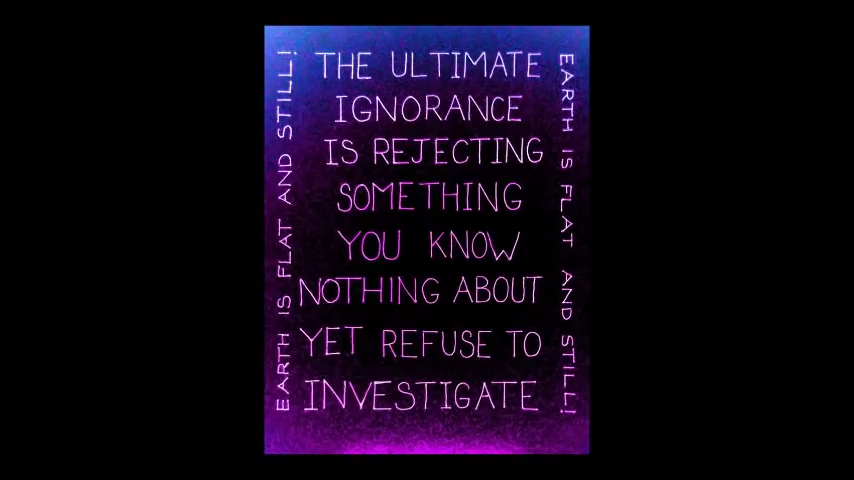 THE ULTIMATE
IGNORANCE
IS REJECTING
SOMETHING
YOU KNOW
NOTHING ABOUT
YET REFUSE TO
INVESTIGATE
EARTH IS FLAT AND STILL!
EARTH IS FLAT AND STILL!